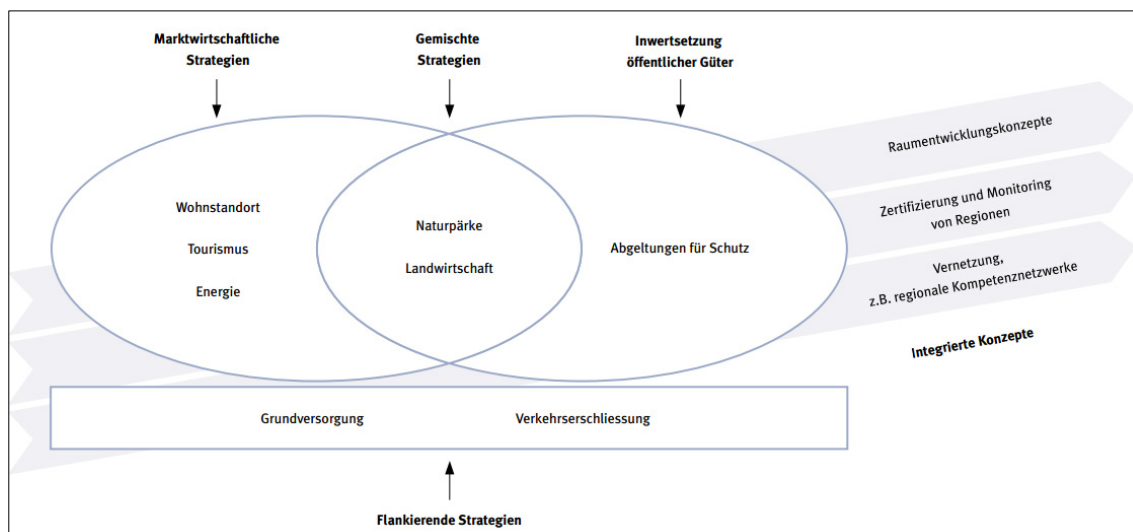 Marktwirtschaftliche
Strategien
Gemischte
Strategien
Inwertsetzung
öffentlicher Güter
Wohnstandort
Tourismus
Energie
Naturpärke
Landwirtschaft
Abgeltungen für Schutz
Raumentwicklungskonzepte
Zertifizierung und Monitoring
von Regionen
Vernetzung,
z.B. regionale Kompetenznetzwerke
Integrierte Konzepte
Grundversorgung
Verkehrserschliessung
Flankierende Strategien